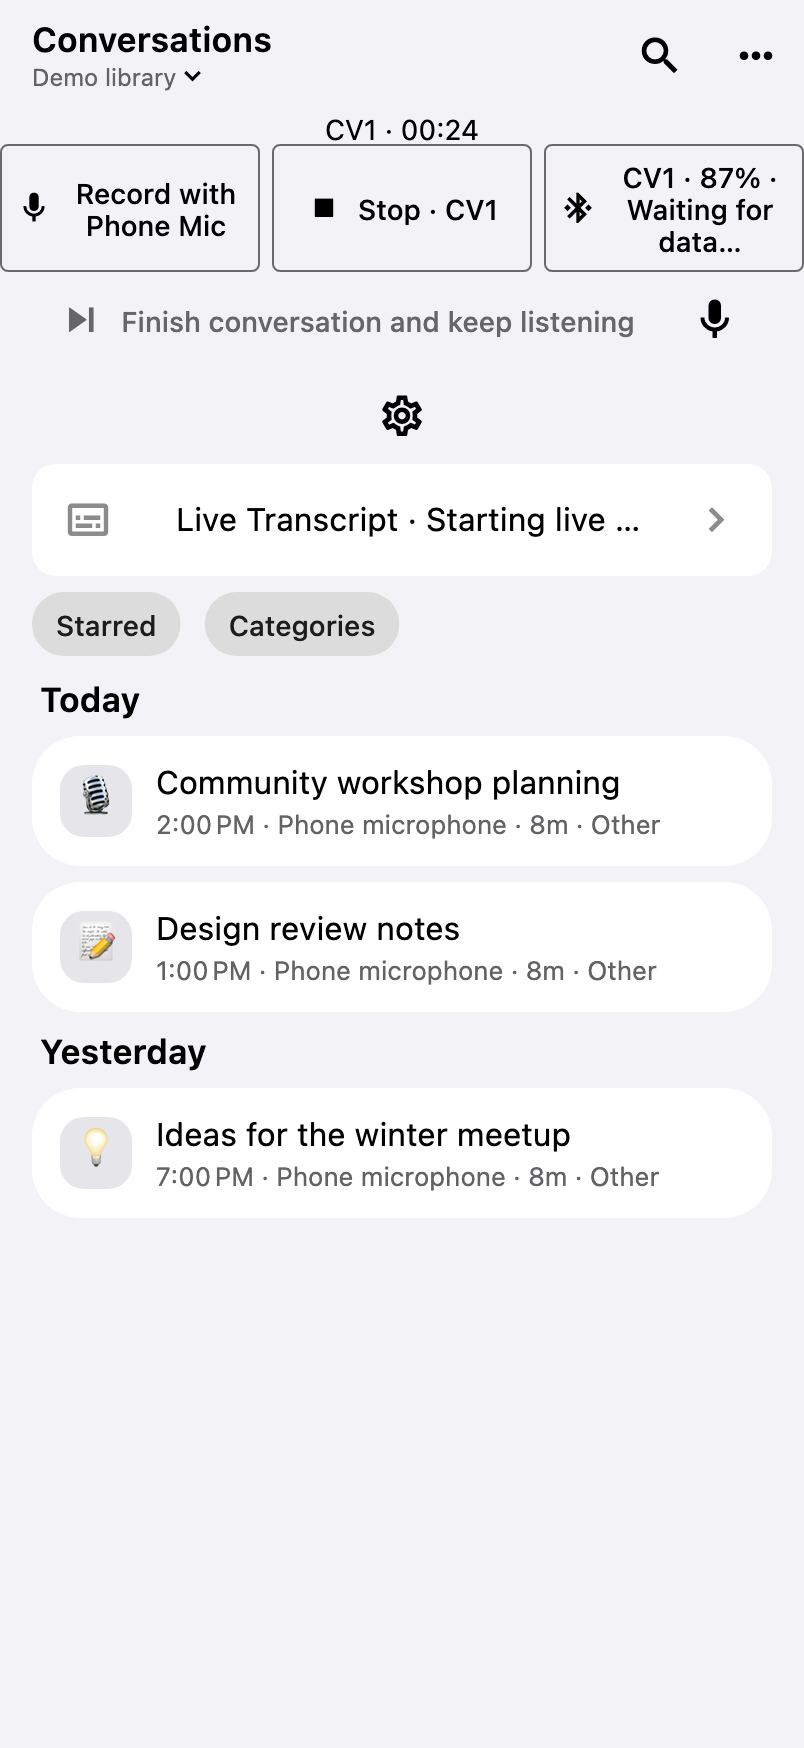 Conversations
Demo library
CV1 · 00:24
Record with
Phone Mic
Stop · CV1
CV1 · 87% ·
Waiting for
data...
Finish conversation and keep listening
Live Transcript · Starting live ...
Starred
Categories
Today
Community workshop planning
2:00 PM · Phone microphone · 8m · Other
Design review notes
1:00 PM · Phone microphone · 8m · Other
Yesterday
Ideas for the winter meetup
7:00 PM · Phone microphone · 8m · Other